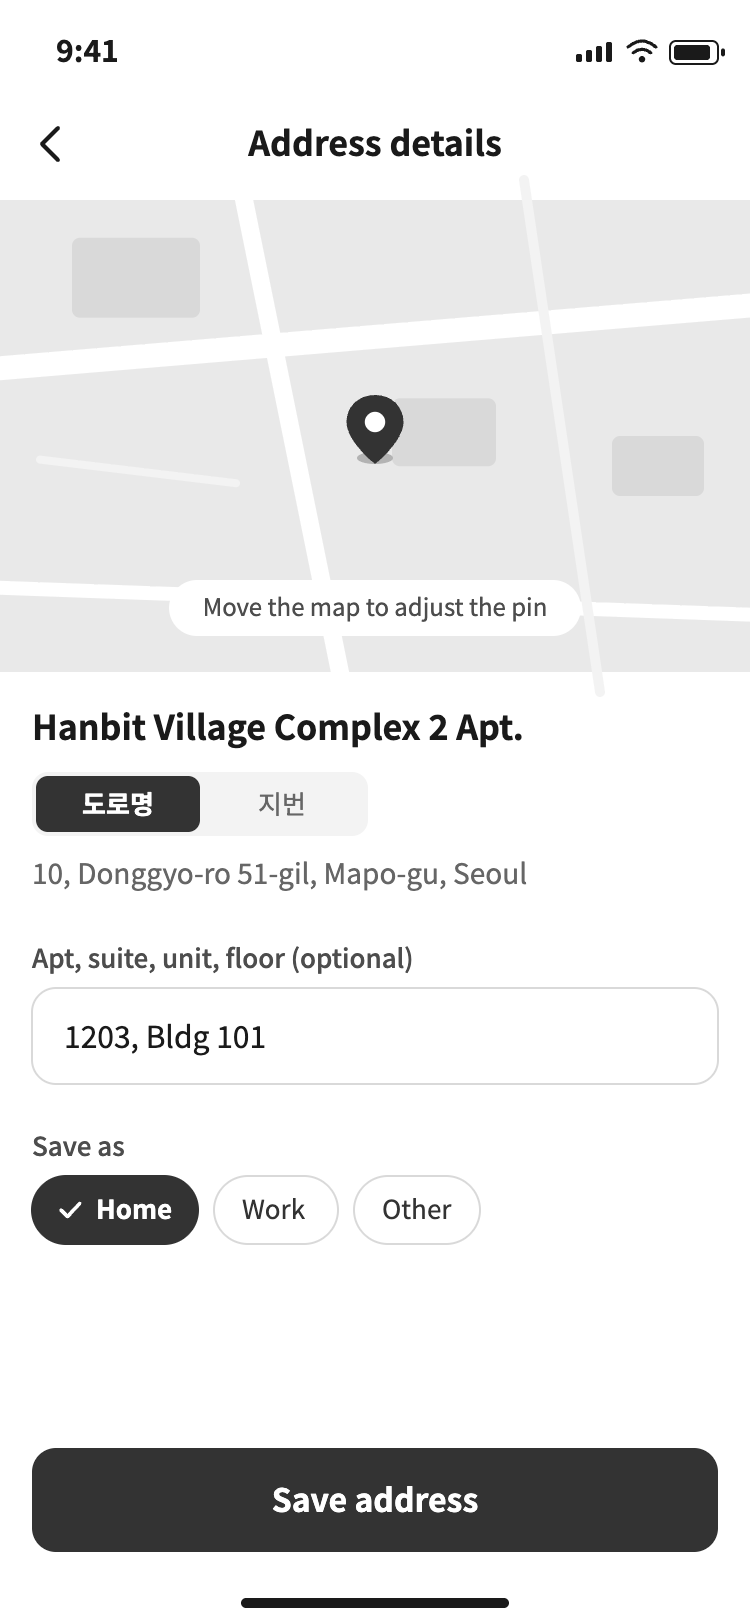 9:41
Address details
Move the map to adjust the pin
Hanbit Village Complex 2 Apt.
도로명 지번
10, Donggyo-ro 51-gil, Mapo-gu, Seoul
Apt, suite, unit, floor (optional)
1203, Bldg 101
Save as
Home Work Other
Save address